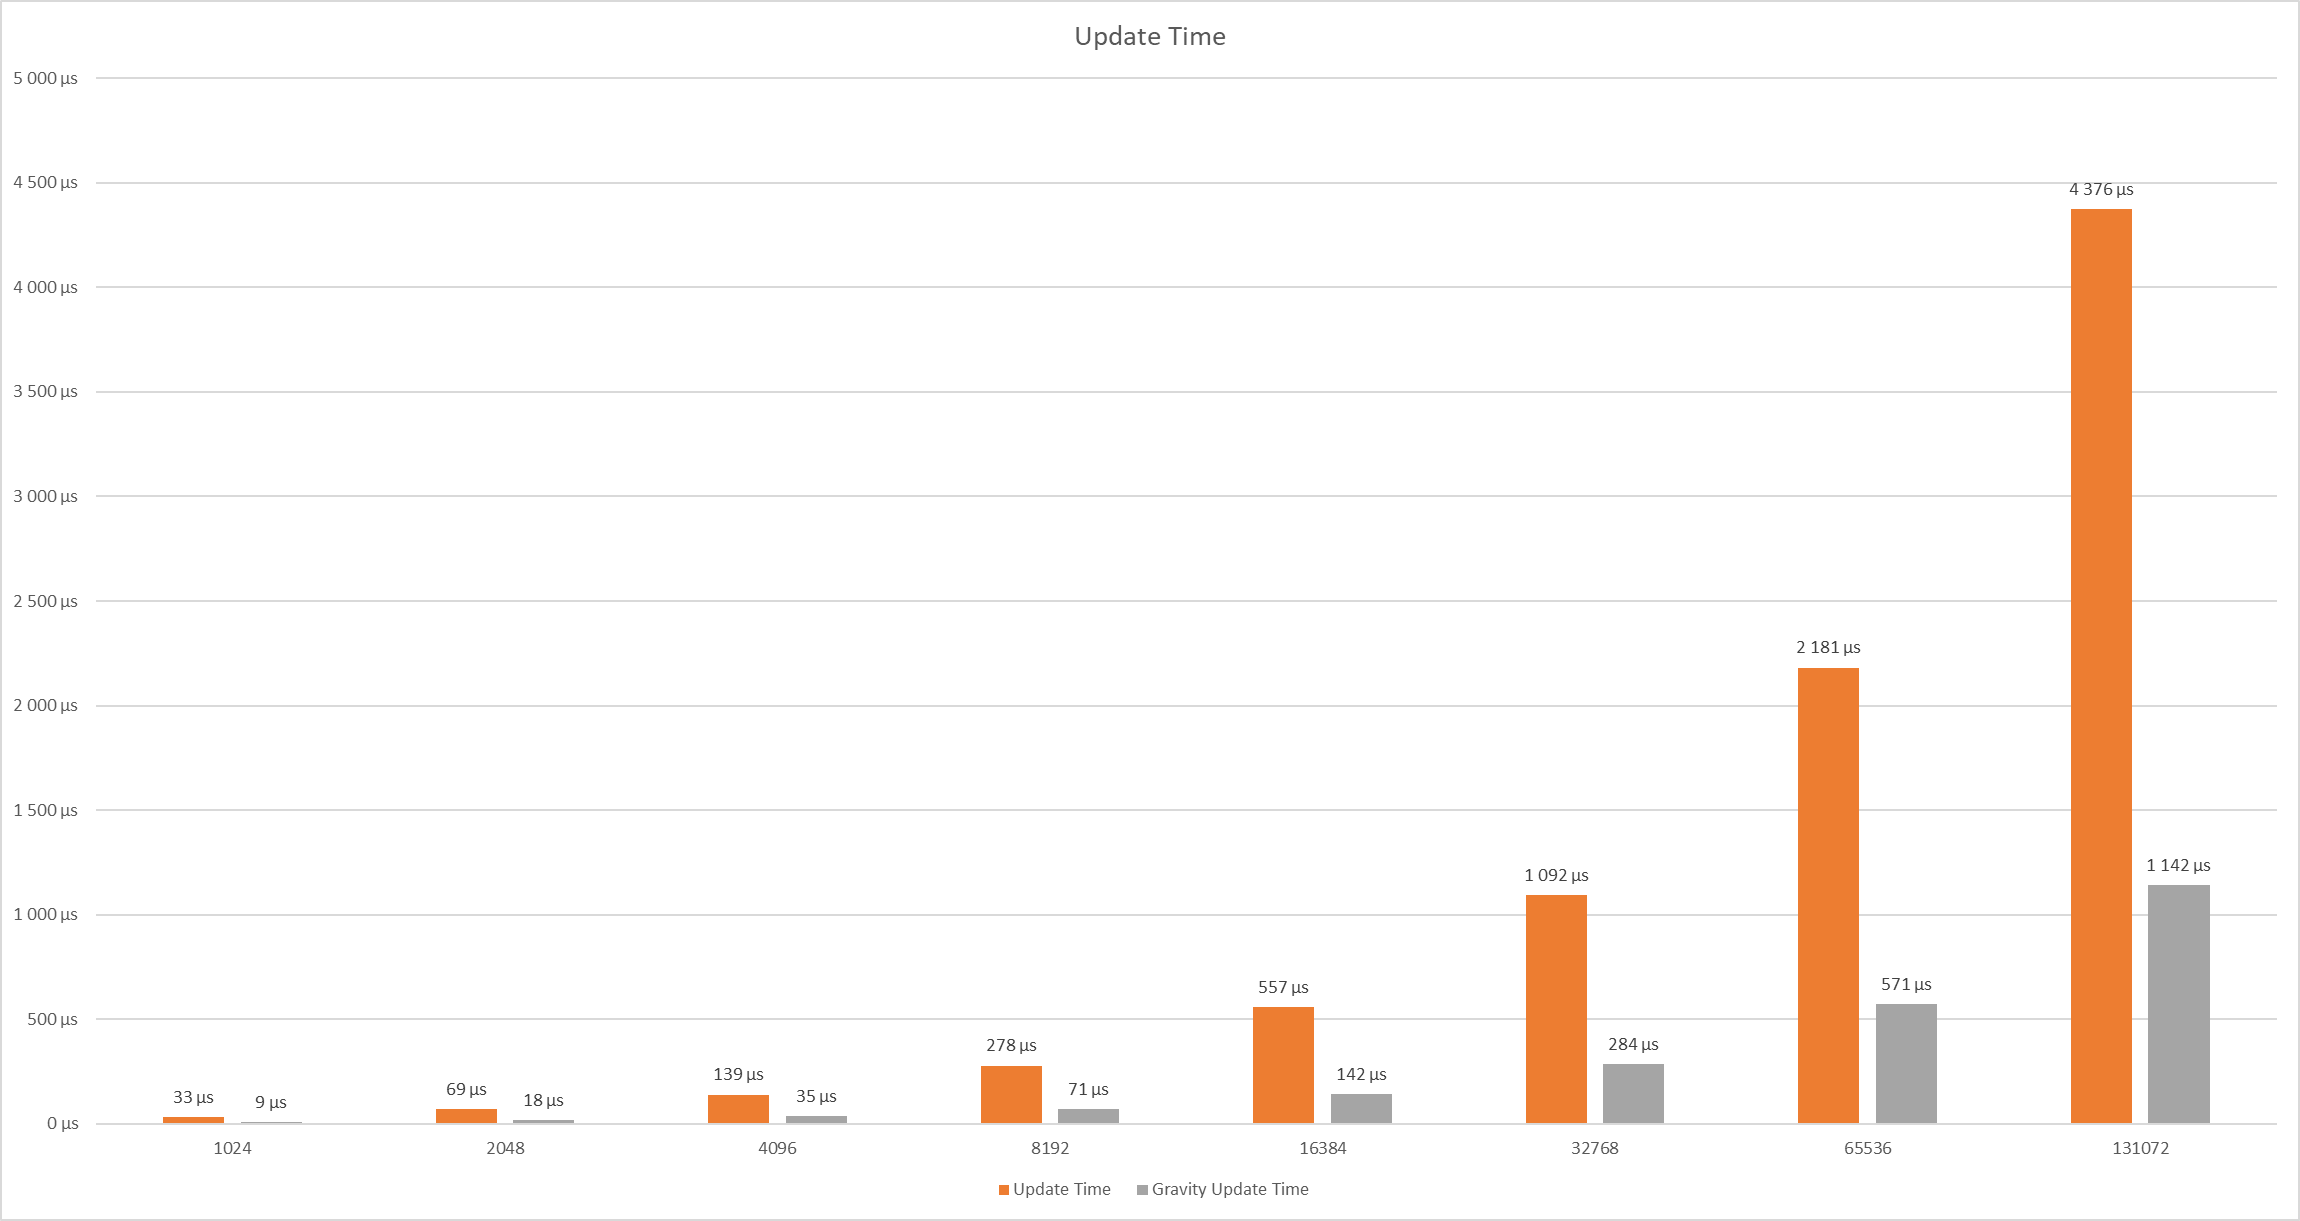 Update Time
5 000 µs
4 500 µs
4 376 µs
4 000 µs
3 500 µs
3 000 µs
2 500 µs
2 181 µs
2 000 µs
1 500 µs
1 092 µs
1 142 µs
1 000 µs
557 µs
571 µs
500 µs
33 µs
9 µs
69 µs
18 µs
139 µs
35 µs
278 µs
71 µs
142 µs
284 µs
0 µs
1024 2048 4096 8192 16384 32768 65536 131072
Update Time Gravity Update Time